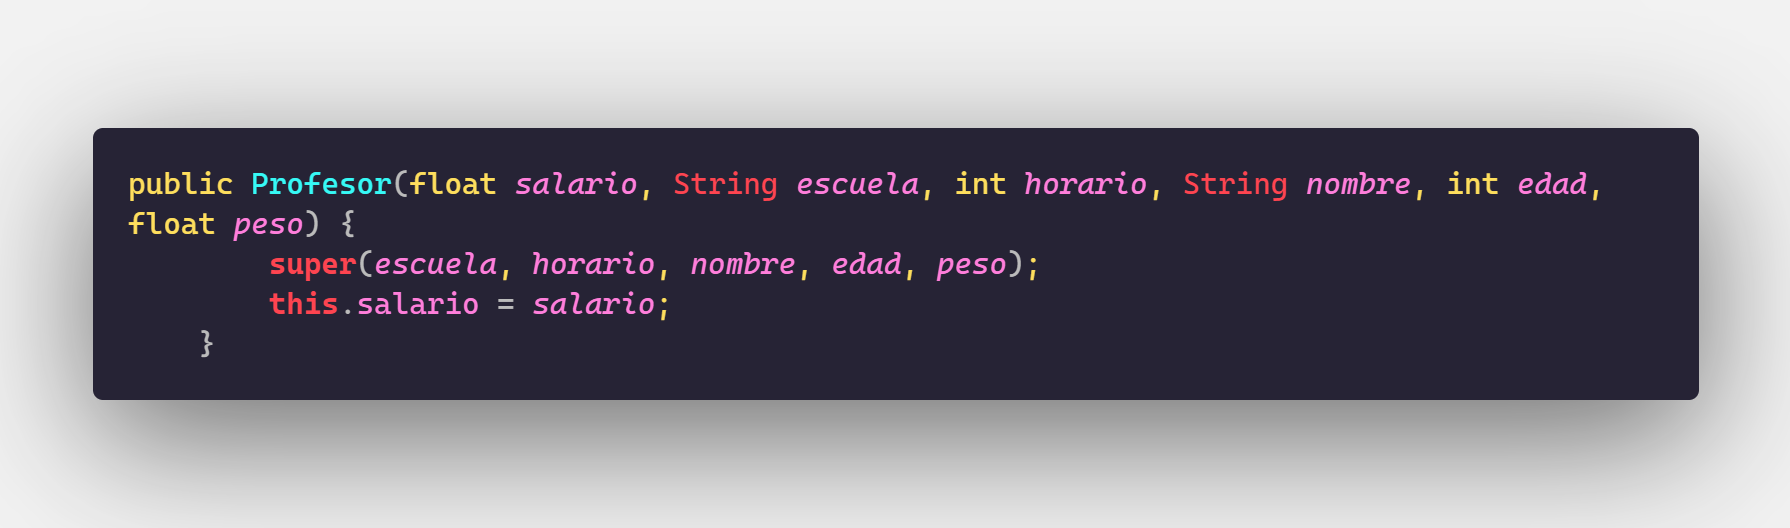 public Profesor(float salario, String escuela, int horario, String nombre, int edad,
float peso) {
        super(escuela, horario, nombre, edad, peso);
        this.salario = salario;
    }